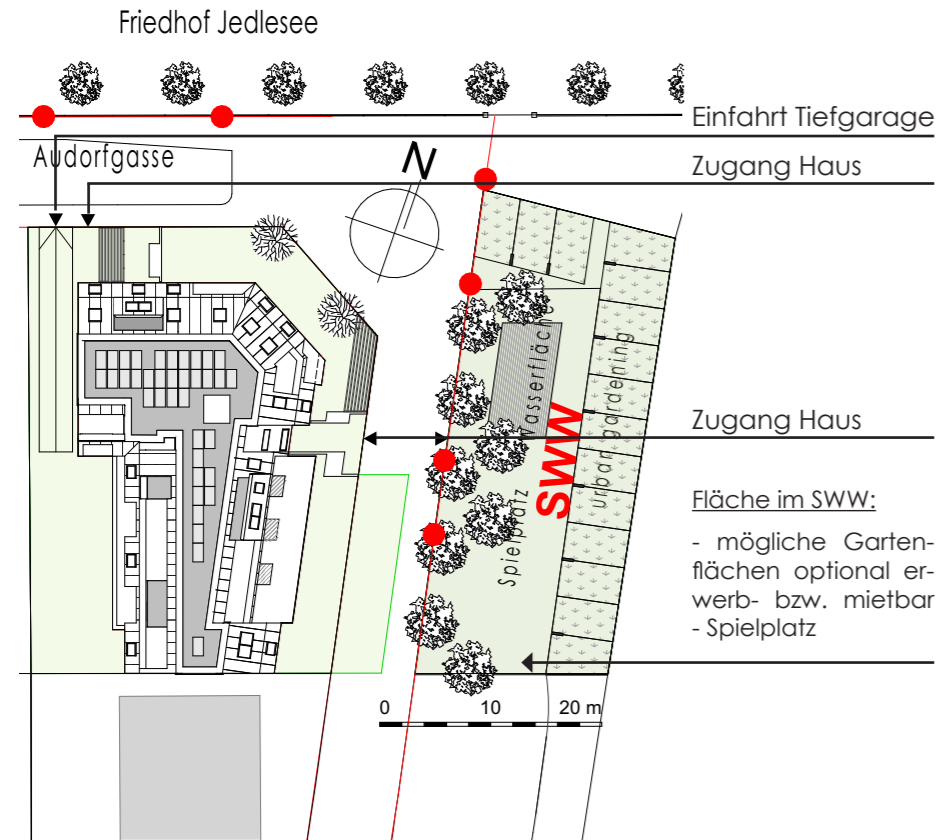 Friedhof Jedlesee
Einfahrt Tiefgarage
Audorfgasse
N
Zugang Haus
Wasserfläche
urban gardening
SWW
Spielplatz
Zugang Haus
Fläche im SWW:
- mögliche Garten-
flächen optional er-
werb- bzw. mietbar
- Spielplatz
0 10 20 m